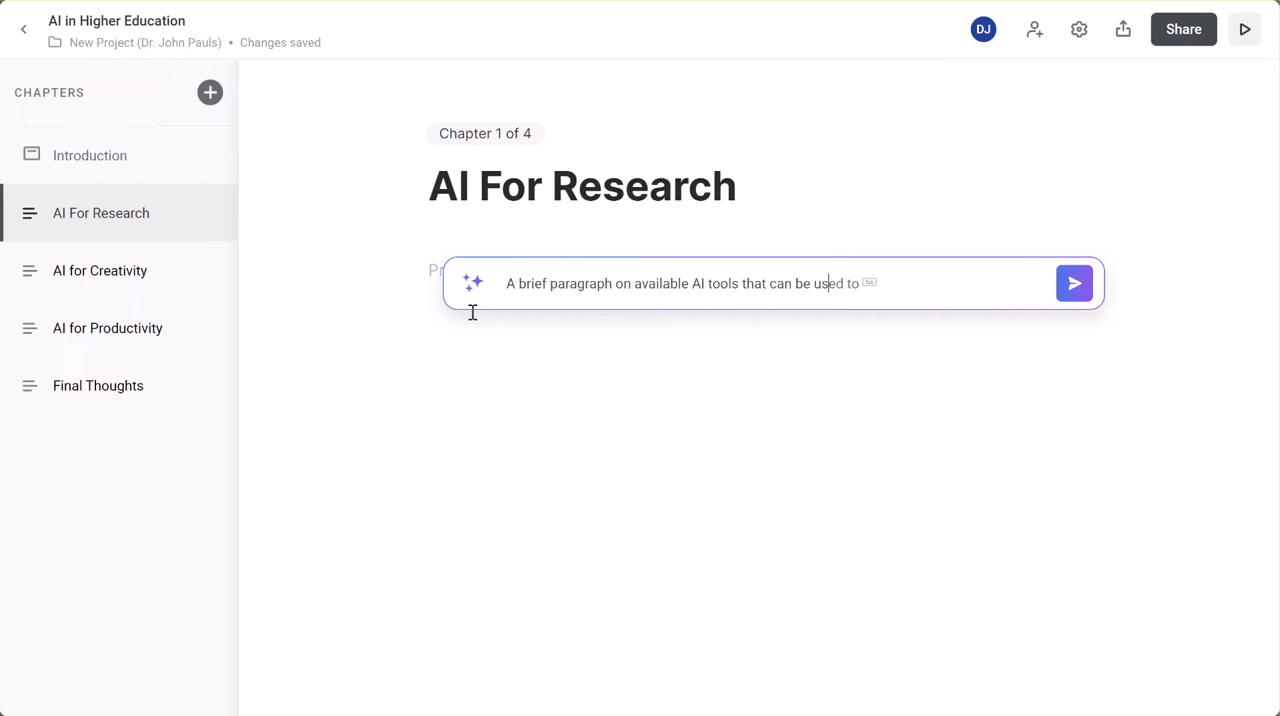 AI in Higher Education
New Project (Dr. John Pauls) • Changes saved
DJ
Share
CHAPTERS
Introduction
AI For Research
AI for Creativity
AI for Productivity
Final Thoughts
Chapter 1 of 4
AI For Research
Pr
A brief paragraph on available AI tools that can be used to Tab